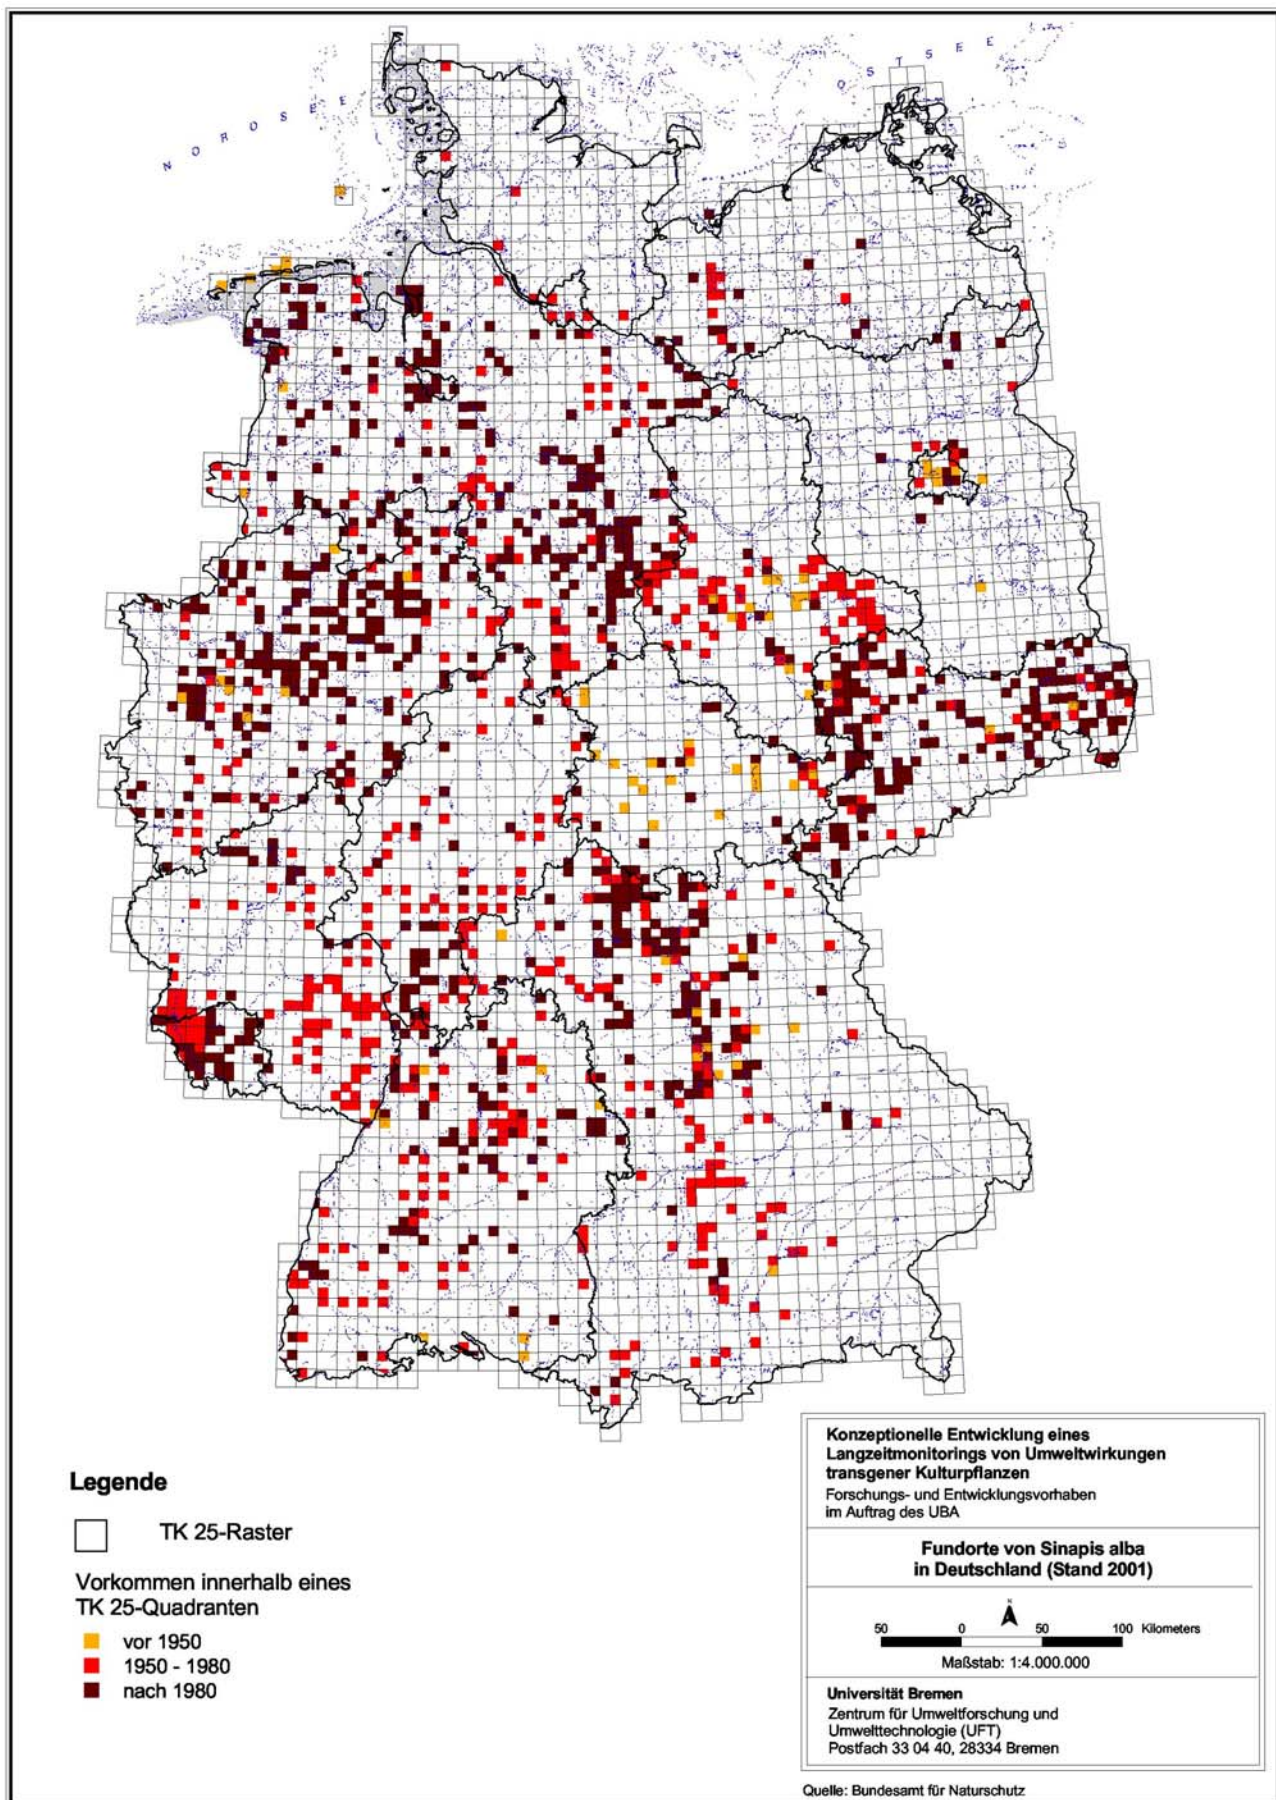 N O R D S E E
O S T S E E
Legende
TK 25-Raster
Vorkommen innerhalb eines
TK 25-Quadranten
vor 1950
1950 - 1980
nach 1980
Konzeptionelle Entwicklung eines
Langzeitmonitorings von Umweltwirkungen
transgener Kulturpflanzen
Forschungs- und Entwicklungsvorhaben
im Auftrag des UBA
Fundorte von Sinapis alba
in Deutschland (Stand 2001)
N
50 0 50 100 Kilometers
Maßstab: 1:4.000.000
Universität Bremen
Zentrum für Umweltforschung und
Umwelttechnologie (UFT)
Postfach 33 04 40, 28334 Bremen
Quelle: Bundesamt für Naturschutz